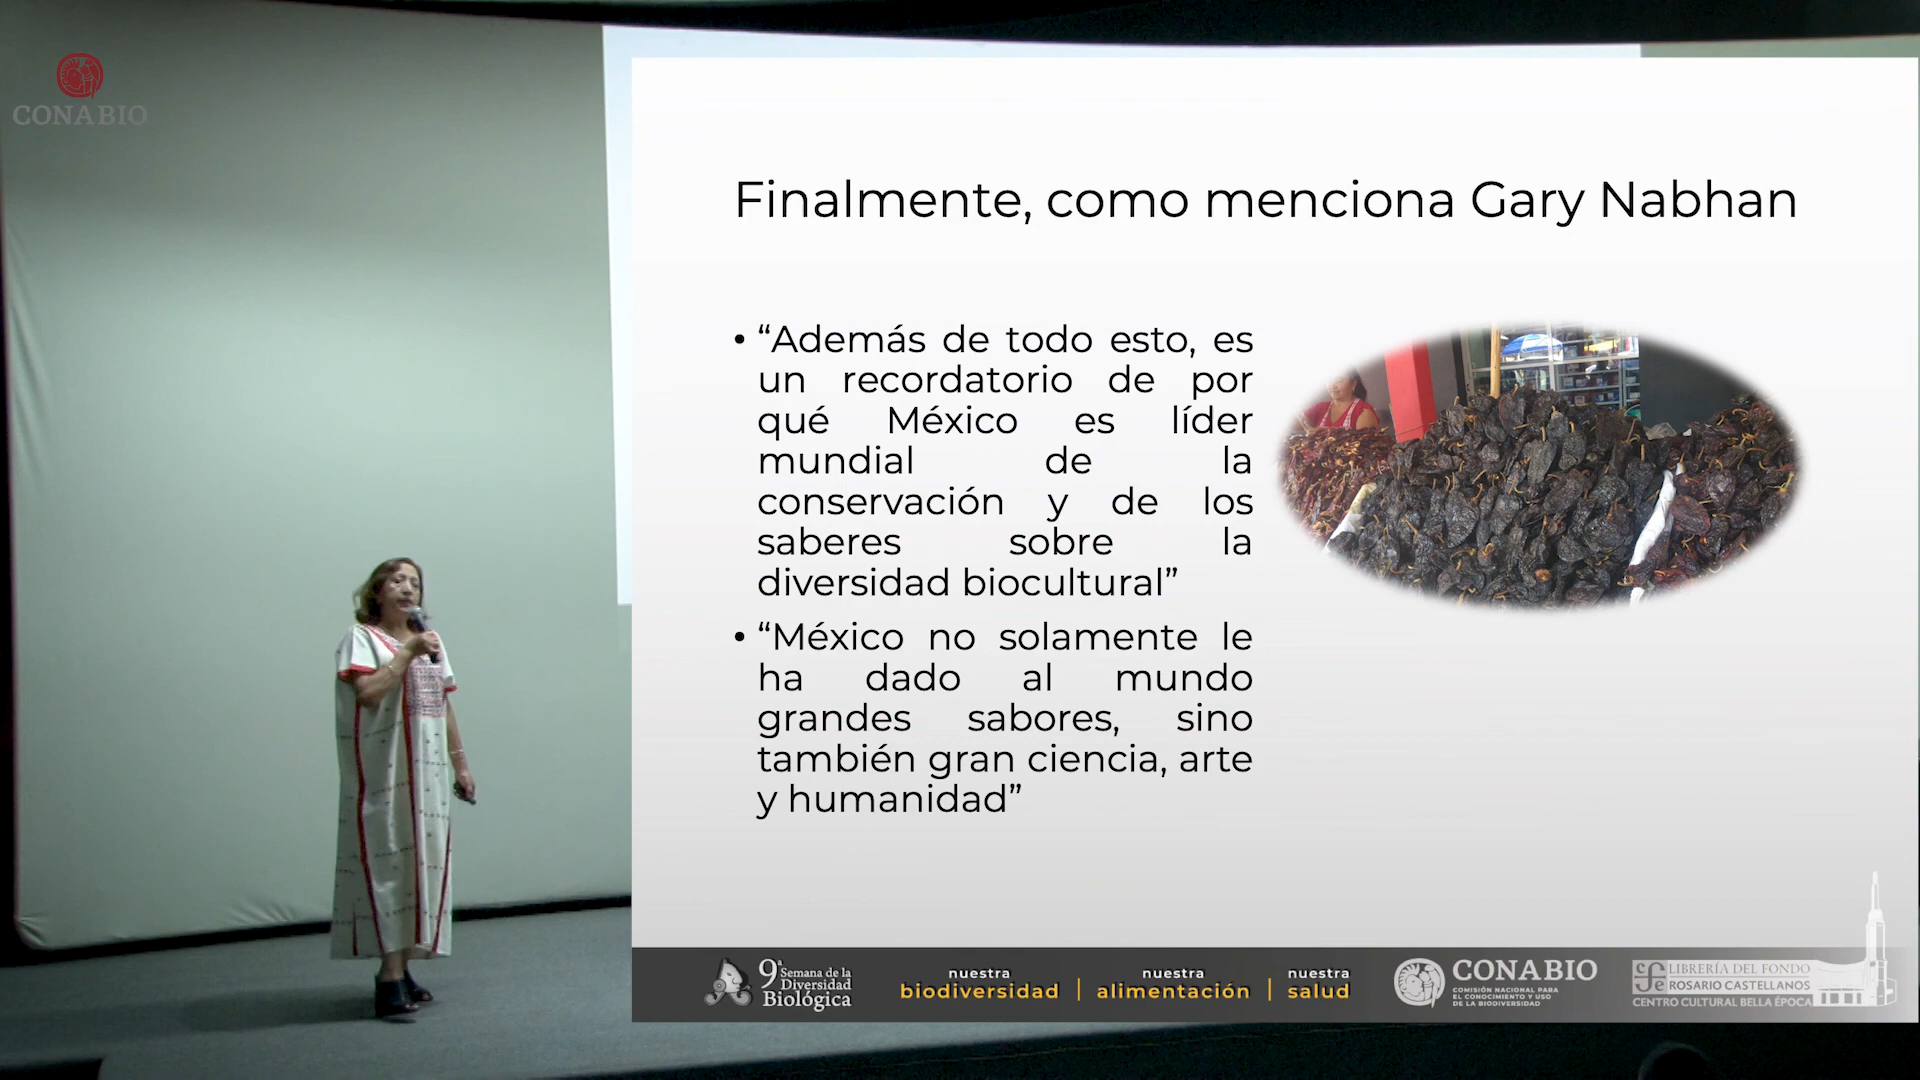 CONABIO
Finalmente, como menciona Gary Nabhan
• “Además de todo esto, es
un recordatorio de por
qué México es líder
mundial de la
conservación y de los
saberes sobre la
diversidad biocultural”
• “México no solamente le
ha dado al mundo
grandes sabores, sino
también gran ciencia, arte
y humanidad”
9ª Semana de la
Diversidad
Biológica
nuestra
biodiversidad |
nuestra
alimentación |
nuestra
salud
CONABIO
COMISIÓN NACIONAL PARA
EL CONOCIMIENTO Y USO
DE LA BIODIVERSIDAD
fce
LIBRERÍA DEL FONDO
ROSARIO CASTELLANOS
CENTRO CULTURAL BELLA ÉPOCA